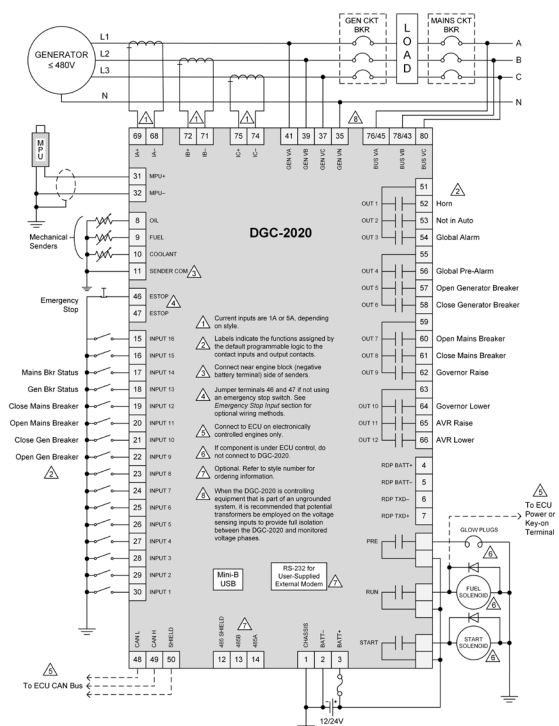 GEN CKT
BKR
MAINS CKT
BKR
L1
L2
L3
N
GENERATOR
≤ 480V
L
O
A
D
A
B
C
N
1
1
1
8
69
68
72
71
75
74
41
39
37
35
76/45
78/43
80
IA+
IA–
IB+
IB–
IC+
IC–
GEN VA
GEN VB
GEN VC
GEN VN
BUS VA
BUS VB
BUS VC
MPU
31 MPU+
32 MPU–
DGC-2020
Mechanical
Senders
8 OIL
9 FUEL
10 COOLANT
11 SENDER COM 3
Emergency
Stop
46 ESTOP
47 ESTOP
4
15 INPUT 16
16 INPUT 15
Mains Bkr Status 17 INPUT 14
Gen Bkr Status 18 INPUT 13
Close Mains Breaker 19 INPUT 12
Open Mains Breaker 20 INPUT 11
Close Gen Breaker 21 INPUT 10
Open Gen Breaker 22 INPUT 9
2
23 INPUT 8
24 INPUT 7
25 INPUT 6
26 INPUT 5
27 INPUT 4
28 INPUT 3
29 INPUT 2
30 INPUT 1
1 Current inputs are 1A or 5A, depending
on style.
2 Labels indicate the functions assigned by
the default programmable logic to the
contact inputs and output contacts.
3 Connect near engine block (negative
battery terminal) side of senders.
4 Jumper terminals 46 and 47 if not using
an emergency stop switch. See
Emergency Stop Input section for
optional wiring methods.
5 Connect to ECU on electronically
controlled engines only.
6 If component is under ECU control, do
not connect to DGC-2020.
7 Optional. Refer to style number for
ordering information.
8 When the DGC-2020 is controlling
equipment that is part of an ungrounded
system, it is recommended that potential
transformers be employed on the voltage
sensing inputs to provide full isolation
between the DGC-2020 and monitored
voltage phases.
51
2
OUT 1 52 Horn
OUT 2 53 Not in Auto
OUT 3 54 Global Alarm
55
OUT 4 56 Global Pre-Alarm
OUT 5 57 Open Generator Breaker
OUT 6 58 Close Generator Breaker
59
OUT 7 60 Open Mains Breaker
OUT 8 61 Close Mains Breaker
OUT 9 62 Governor Raise
63
OUT 10 64 Governor Lower
OUT 11 65 AVR Raise
OUT 12 66 AVR Lower
RDP BATT+ 4
RDP BATT– 5
RDP TXD– 6
RDP TXD+ 7
5
To ECU
Power or
Key-on
Terminal
PRE
GLOW PLUGS
6
RUN
FUEL
SOLENOID
6
START
START
SOLENOID
6
Mini-B
USB
RS-232 for
User-Supplied
External Modem
7
7
CAN L
CAN H
SHIELD
485 SHIELD
485B
485A
CHASSIS
BATT–
BATT+
48
49
50
12
13
14
1
2
3
5
To ECU CAN Bus
– +
12/24V